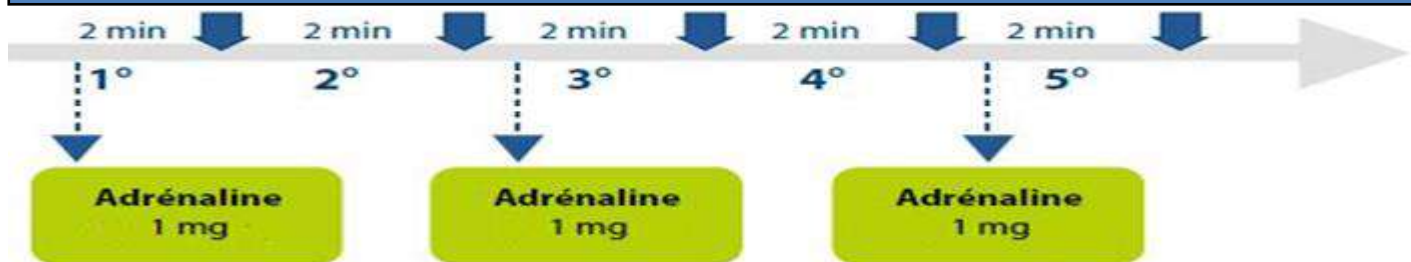 2 min 2 min 2 min 2 min 2 min
1° 2° 3° 4° 5°
Adrénaline
1 mg
Adrénaline
1 mg
Adrénaline
1 mg